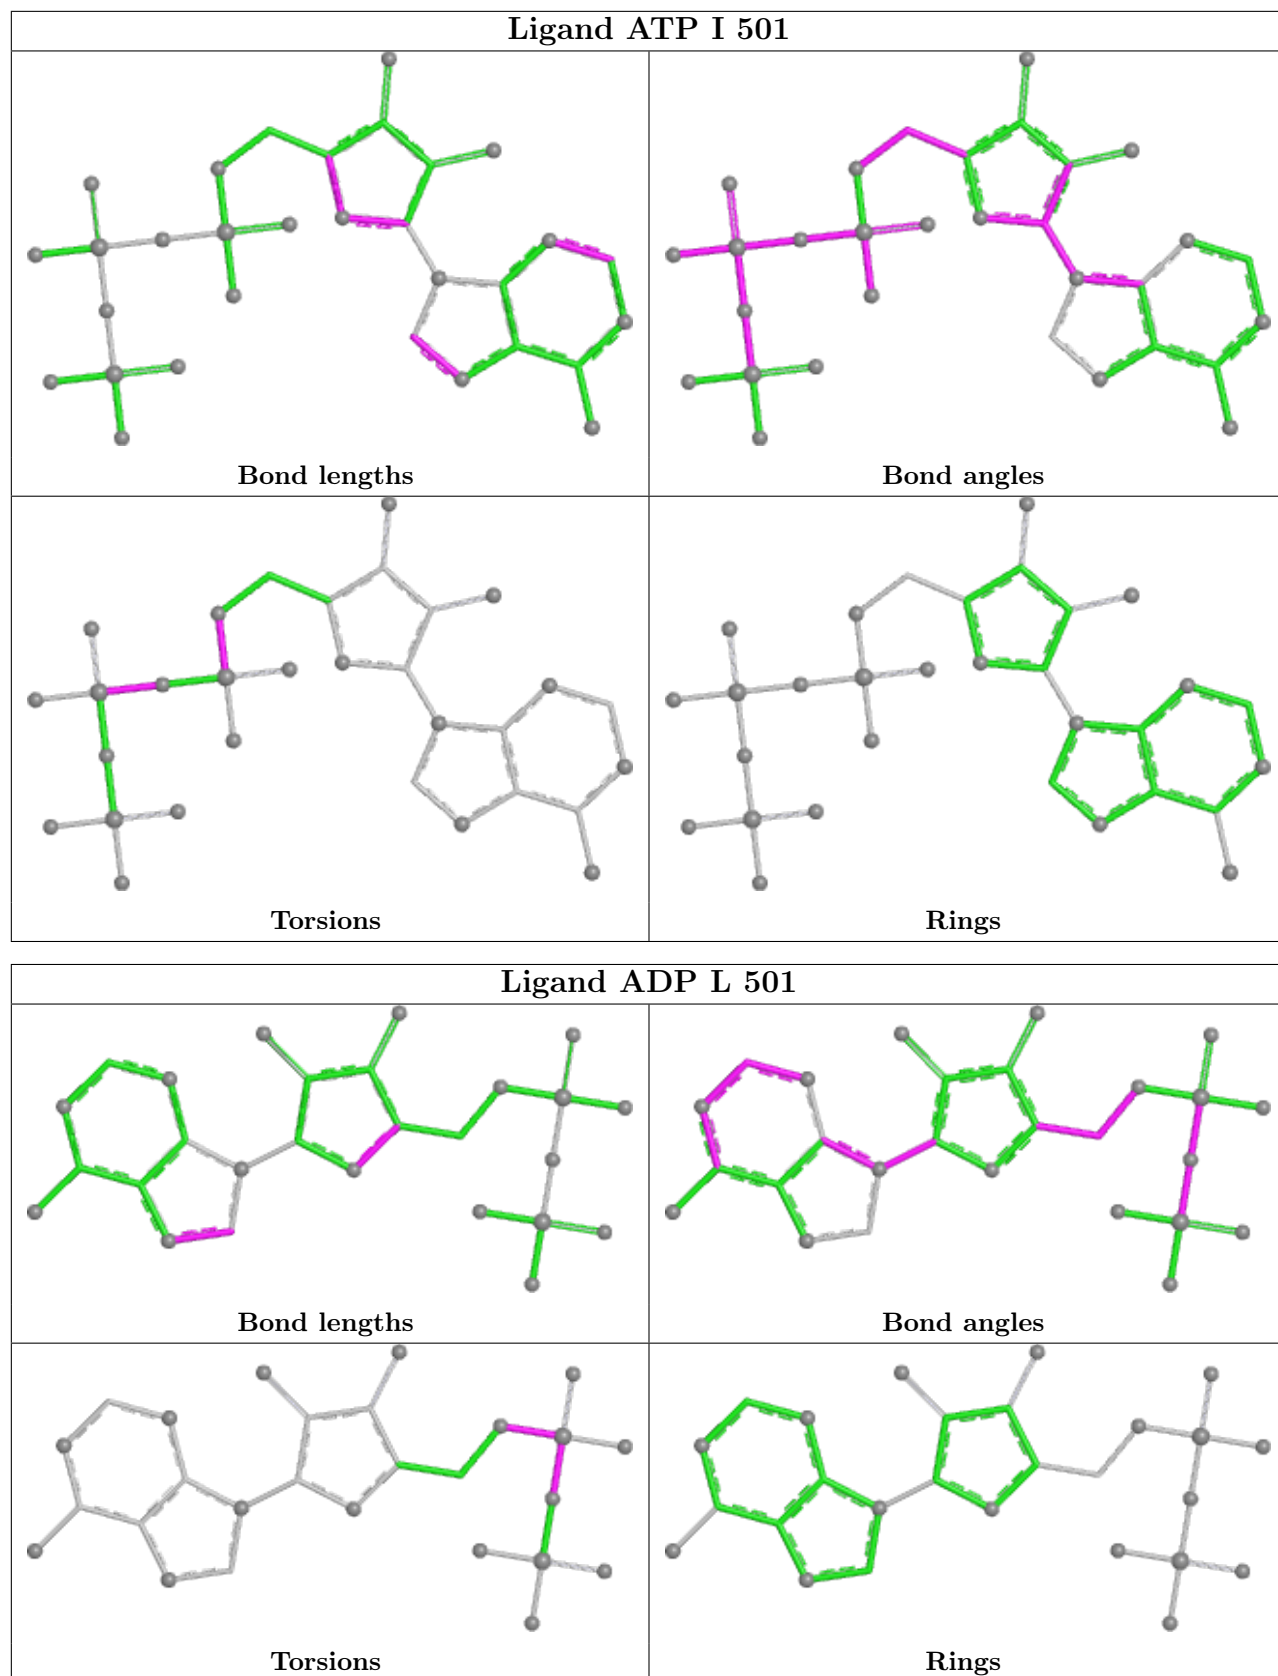 Ligand ATP I 501
Bond lengths
Bond angles
Torsions
Rings
Ligand ADP L 501
Bond lengths
Bond angles
Torsions
Rings